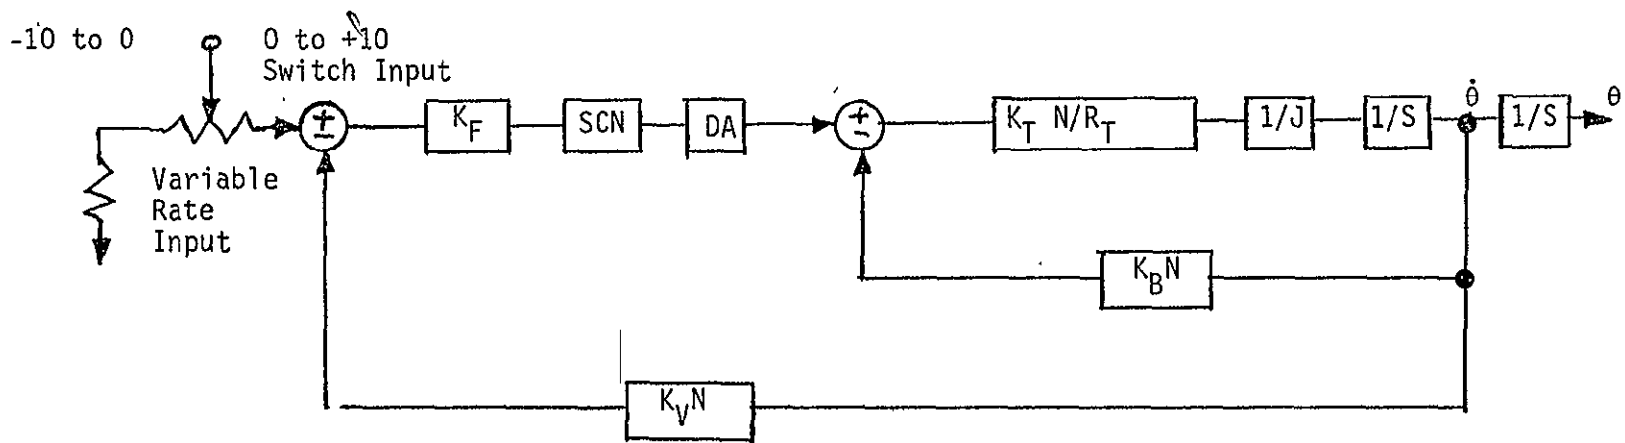 -10 to 0
0 to +10
Switch Input
Variable
Rate
Input
±
K_F
SCN
DA
±
K_T N/R_T
1/J
1/S
θ̇
1/S
θ
K_B N
K_V N